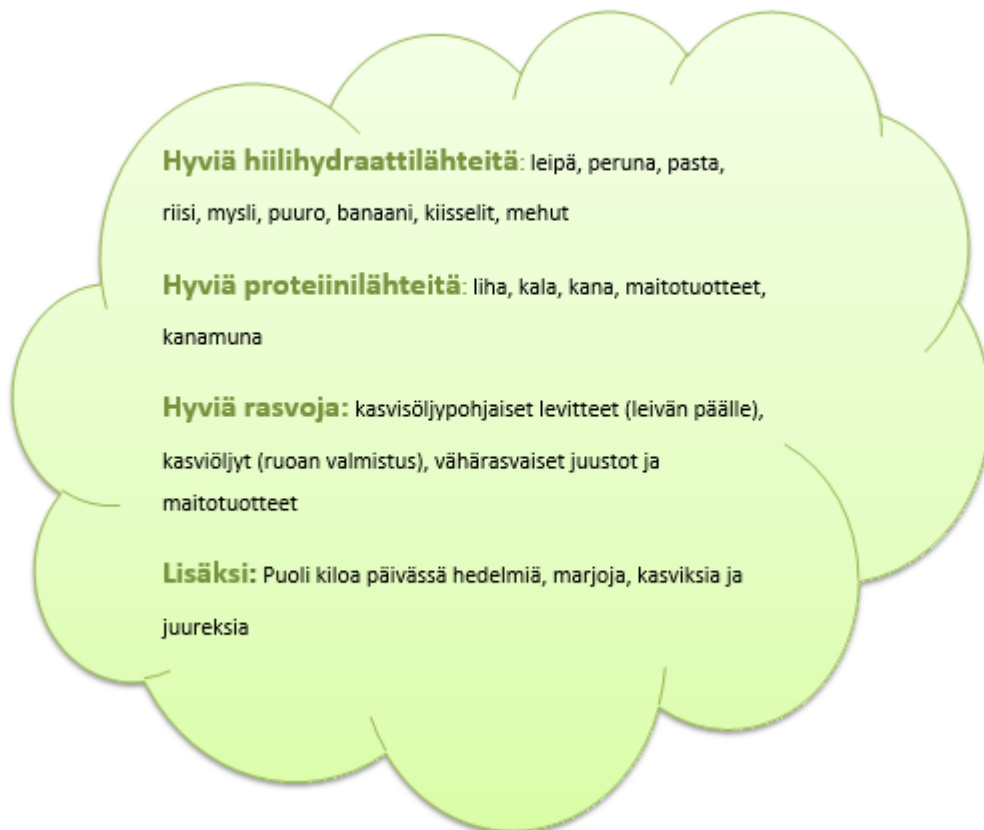 Hyviä hiilihydraattilähteitä: leipä, peruna, pasta,
riisi, mysli, puuro, banaani, kiisselit, mehut
Hyviä proteiinilähteitä: liha, kala, kana, maitotuotteet,
kanamuna
Hyviä rasvoja: kasvisöljypohjaiset levitteet (leivän päälle),
kasviöljyt (ruoan valmistus), vähärasvaiset juustot ja
maitotuotteet
Lisäksi: Puoli kiloa päivässä hedelmiä, marjoja, kasviksia ja
juureksia